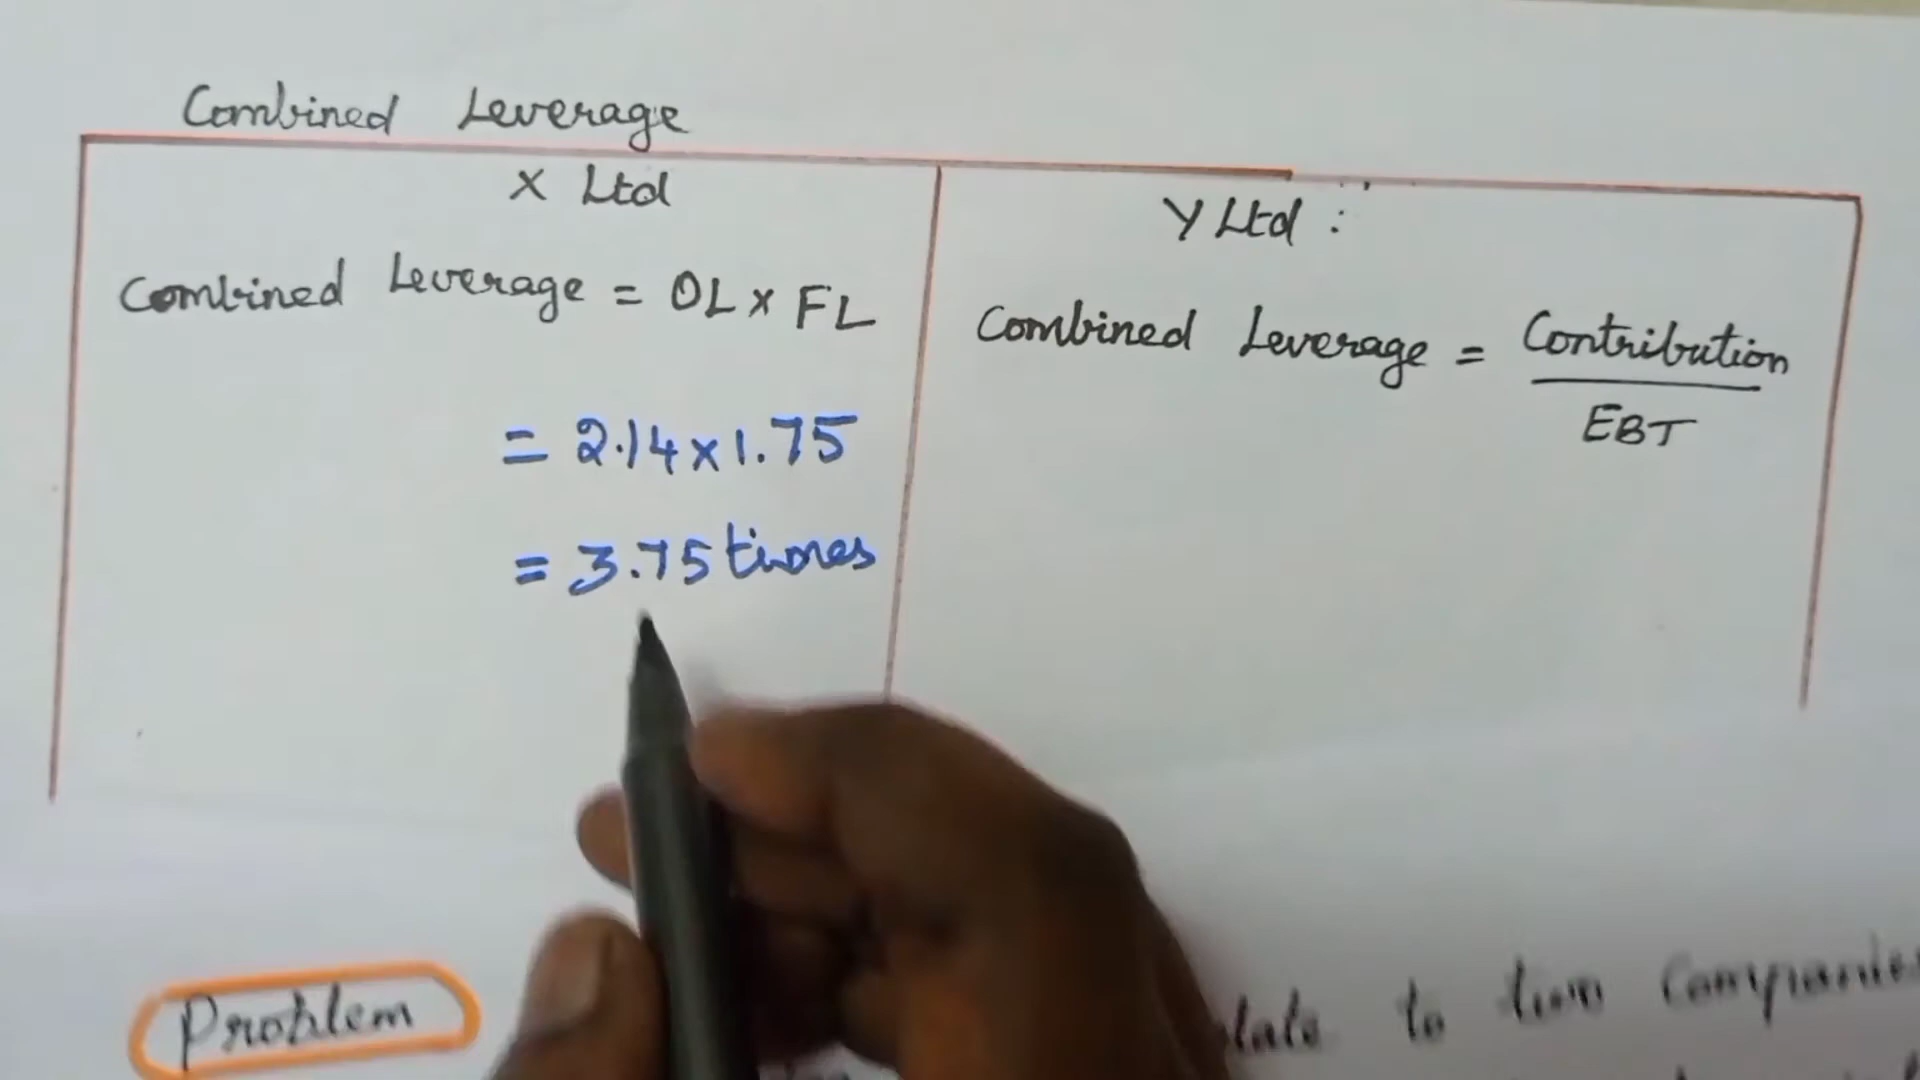 Combined Leverage
X Ltd
Combined Leverage = OL x FL
= 2.14 x 1.75
= 3.75 times
Y Ltd :
Combined Leverage = Contribution
EBT
Problem
to two Companies